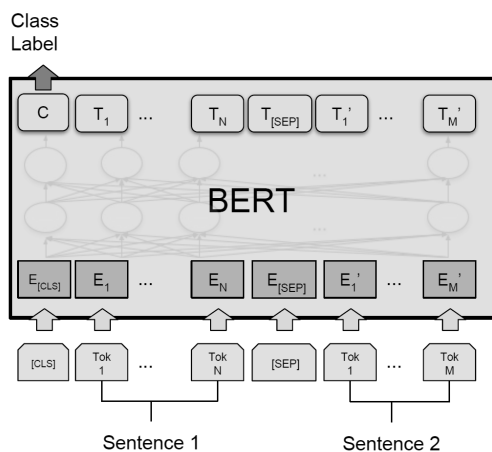 Class
Label
C T1 ... TN T[SEP] T1' ... TM'
...
BERT
...
E[CLS] E1 ... EN E[SEP] E1' ... EM'
[CLS] Tok 1 ... Tok N [SEP] Tok 1 ... Tok M
Sentence 1 Sentence 2